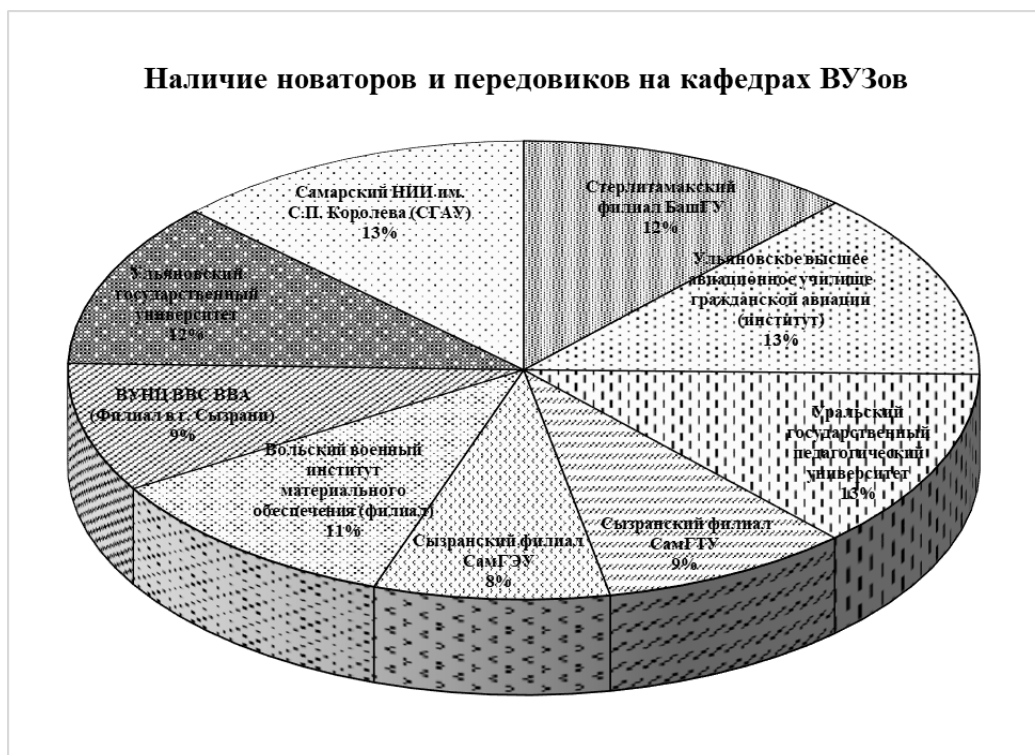 Наличие новаторов и передовиков на кафедрах ВУЗов
Стерлитамакский
филиал БашГУ
12%
Ульяновское высшее
авиационное училище
гражданской авиации
(институт)
13%
Уральский
государственный
педагогический
университет
13%
Сызранский филиал
СамГТУ
9%
Сызранский филиал
СамГЭУ
8%
Вольский военный
институт
материального
обеспечения (филиал)
11%
ВУНЦ ВВС ВВА
(Филиал в г. Сызрани)
9%
Ульяновский
государственный
университет
12%
Самарский НИИ им.
С.П. Королева (СГАУ)
13%